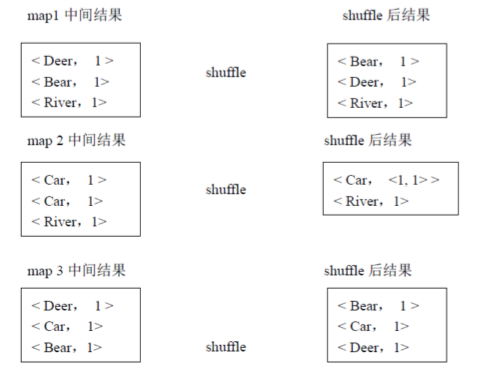 map1 中间结果
shuffle 后结果
< Deer， 1 >
< Bear， 1>
< River，1>
shuffle
< Bear， 1 >
< Deer， 1>
< River，1>
map 2 中间结果
shuffle 后结果
< Car， 1 >
< Car， 1>
< River，1>
shuffle
< Car， <1, 1> >
< River，1>
map 3 中间结果
shuffle 后结果
< Deer， 1 >
< Car， 1>
< Bear，1>
shuffle
< Bear， 1 >
< Car， 1>
< Deer，1>